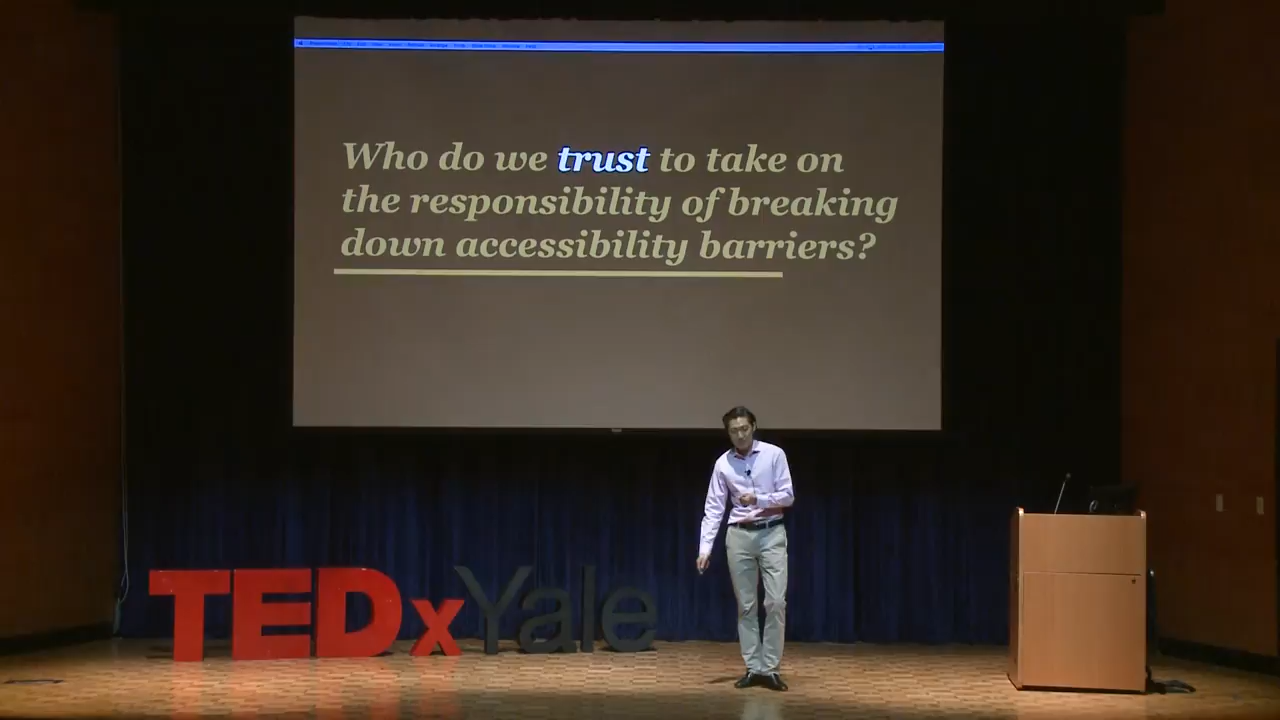 Who do we trust to take on
the responsibility of breaking
down accessibility barriers?
TEDxYale